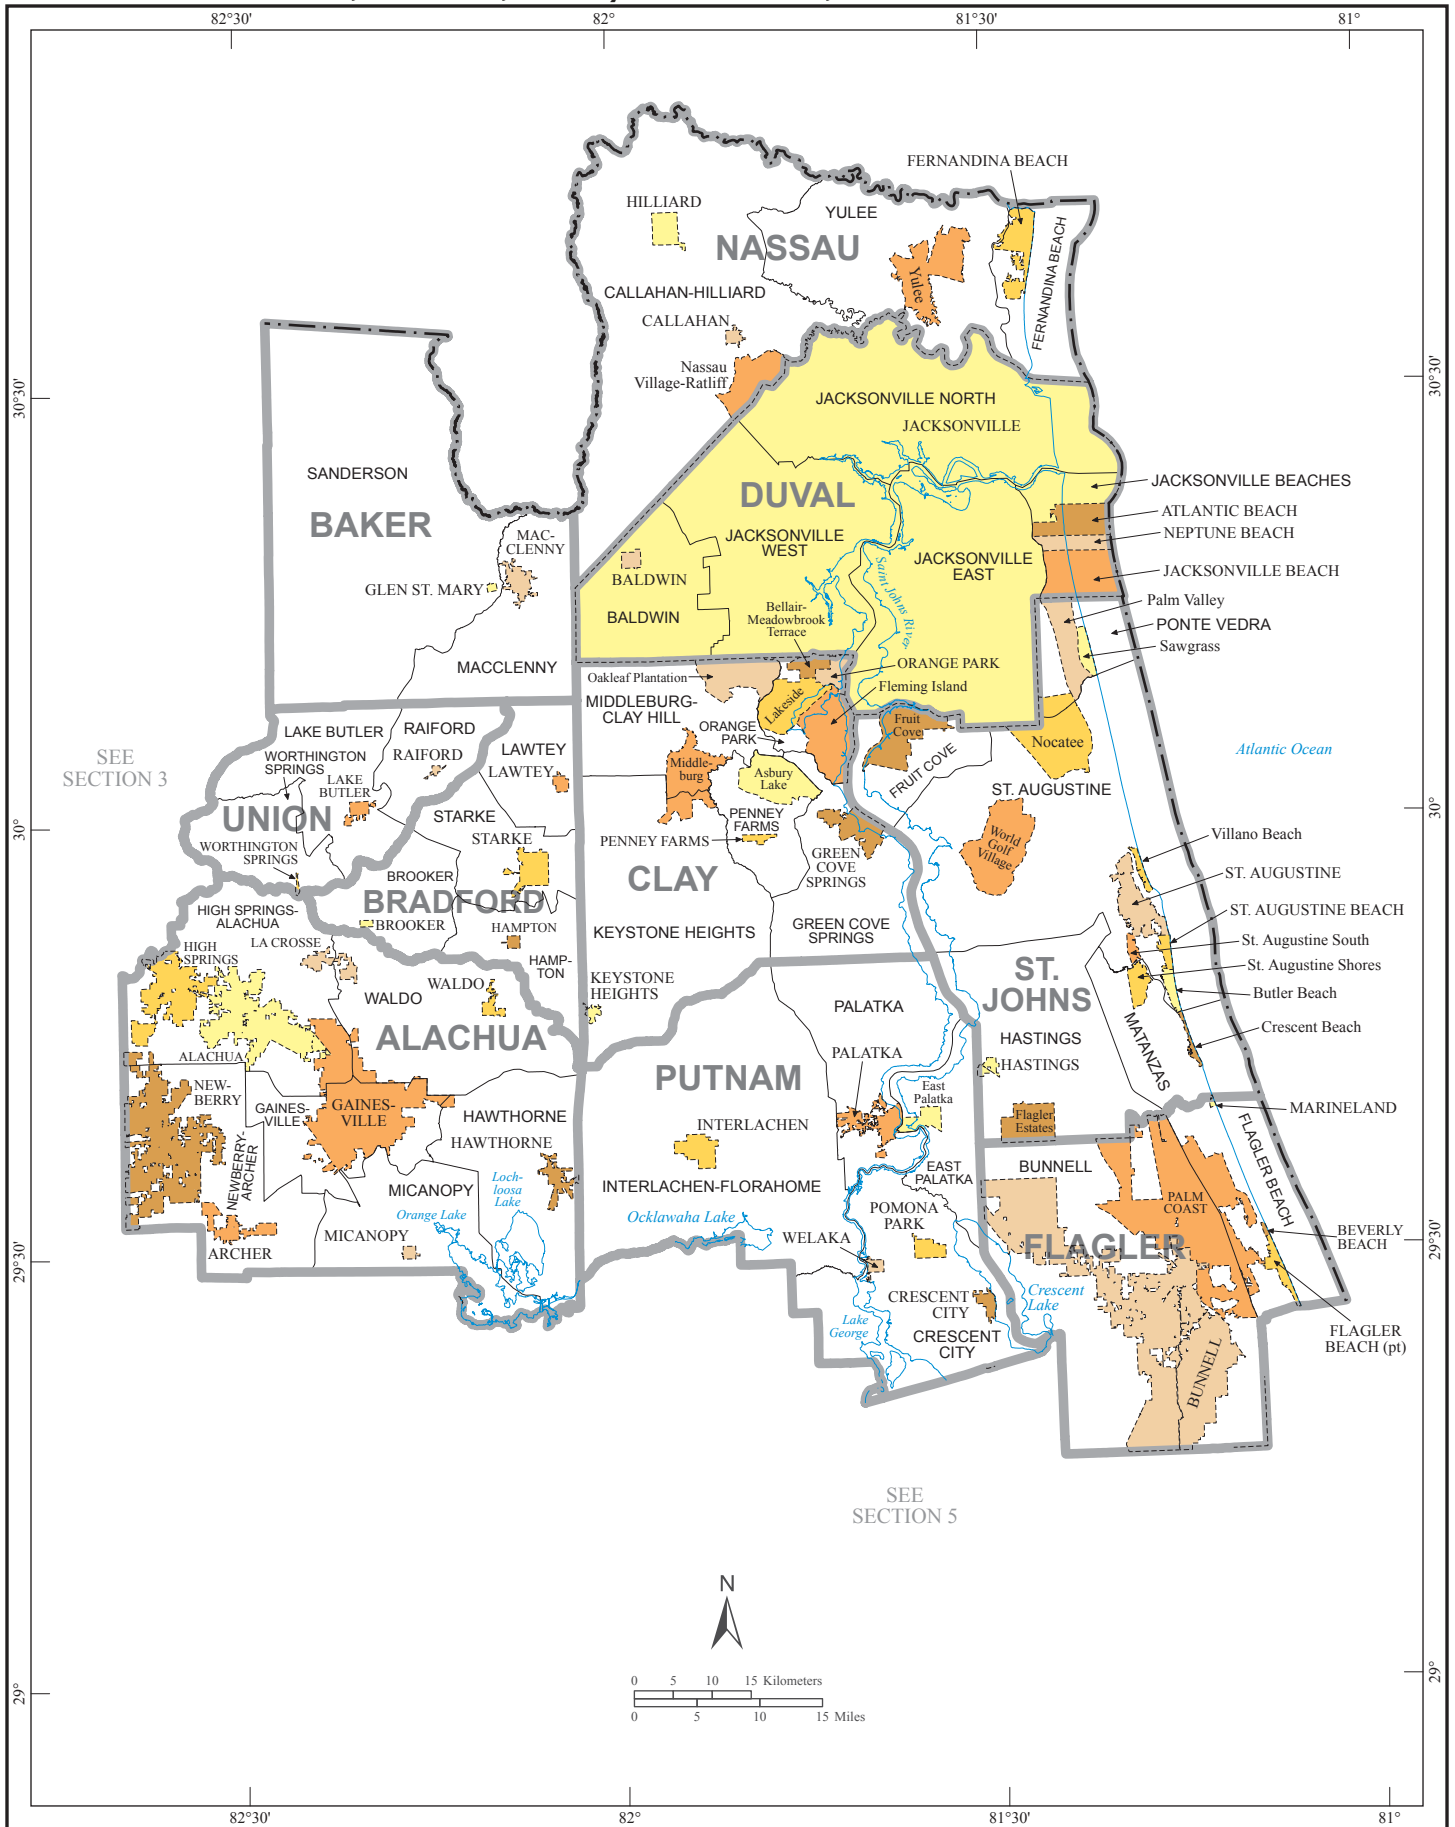 82°30'
82°
81°30'
81°
FERNANDINA BEACH
HILLIARD
YULEE
NASSAU
FERNANDINA BEACH
Yulee
CALLAHAN-HILLIARD
CALLAHAN
Nassau
Village-Ratliff
30°30'
30°30'
JACKSONVILLE NORTH
JACKSONVILLE
SANDERSON
BAKER
DUVAL
JACKSONVILLE BEACHES
ATLANTIC BEACH
NEPTUNE BEACH
JACKSONVILLE
WEST
JACKSONVILLE
EAST
MAC-
CLENNY
GLEN ST. MARY
BALDWIN
JACKSONVILLE BEACH
Saint Johns River
Palm Valley
Bellair-
Meadowbrook
Terrace
BALDWIN
PONTE VEDRA
Sawgrass
MACCLENNY
Oakleaf Plantation
ORANGE PARK
Fleming Island
MIDDLEBURG-
CLAY HILL
Lakeside
Fruit
Cove
LAKE BUTLER
RAIFORD
ORANGE
PARK
Nocatee
Atlantic Ocean
SEE
SECTION 3
WORTHINGTON
SPRINGS
RAIFORD
LAWTEY
LAWTEY
LAKE
BUTLER
Middle-
burg
Asbury
Lake
FRUIT COVE
ST. AUGUSTINE
UNION
STARKE
STARKE
PENNEY
FARMS
PENNEY FARMS
World
Golf
Village
30°
30°
WORTHINGTON
SPRINGS
GREEN
COVE
SPRINGS
Villano Beach
BROOKER
CLAY
ST. AUGUSTINE
BRADFORD
HIGH SPRINGS-
ALACHUA
BROOKER
HAMPTON
KEYSTONE HEIGHTS
GREEN COVE
SPRINGS
ST. AUGUSTINE BEACH
LA CROSSE
HIGH
SPRINGS
HAMP-
TON
St. Augustine South
St. Augustine Shores
ST.
JOHNS
WALDO
WALDO
KEYSTONE
HEIGHTS
Butler Beach
PALATKA
MATANZAS
Crescent Beach
ALACHUA
HASTINGS
ALACHUA
PALATKA
HASTINGS
PUTNAM
NEW-
BERRY
GAINES-
VILLE
GAINES-
VILLE
East
Palatka
MARINELAND
HAWTHORNE
INTERLACHEN
Flagler
Estates
FLAGLER BEACH
HAWTHORNE
NEWBERRY-
ARCHER
EAST
PALATKA
BUNNELL
MICANOPY
Loch-
loosa
Lake
INTERLACHEN-FLORAHOME
PALM
COAST
Orange Lake
Ocklawaha Lake
POMONA
PARK
MICANOPY
ARCHER
WELAKA
FLAGLER
BEVERLY
BEACH
29°30'
29°30'
CRESCENT
CITY
Crescent
Lake
Lake
George
CRESCENT
CITY
FLAGLER
BEACH (pt)
BUNNELL
SEE
SECTION 5
N
0 5 10 15 Kilometers
0 5 10 15 Miles
29°
29°
82°30'
82°
81°30'
81°